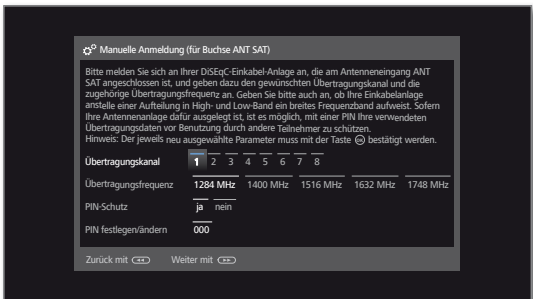 Manuelle Anmeldung (für Buchse ANT SAT)
Bitte melden Sie sich an Ihrer DiSEqC-Einkabel-Anlage an, die am Antenneneingang ANT
SAT angeschlossen ist, und geben dazu den gewünschten Übertragungskanal und die
zugehörige Übertragungsfrequenz an. Geben Sie bitte auch an, ob Ihre Einkabelanlage
anstelle einer Aufteilung in High- und Low-Band ein breites Frequenzband aufweist. Sofern
Ihre Antennenanlage dafür ausgelegt ist, ist es möglich, mit einer PIN Ihre verwendeten
Übertragungsdaten vor Benutzung durch andere Teilnehmer zu schützen.
Hinweis: Der jeweils neu ausgewählte Parameter muss mit der Taste OK bestätigt werden.
Übertragungskanal 1 2 3 4 5 6 7 8
Übertragungsfrequenz 1284 MHz 1400 MHz 1516 MHz 1632 MHz 1748 MHz
PIN-Schutz ja nein
PIN festlegen/ändern 000
Zurück mit Weiter mit